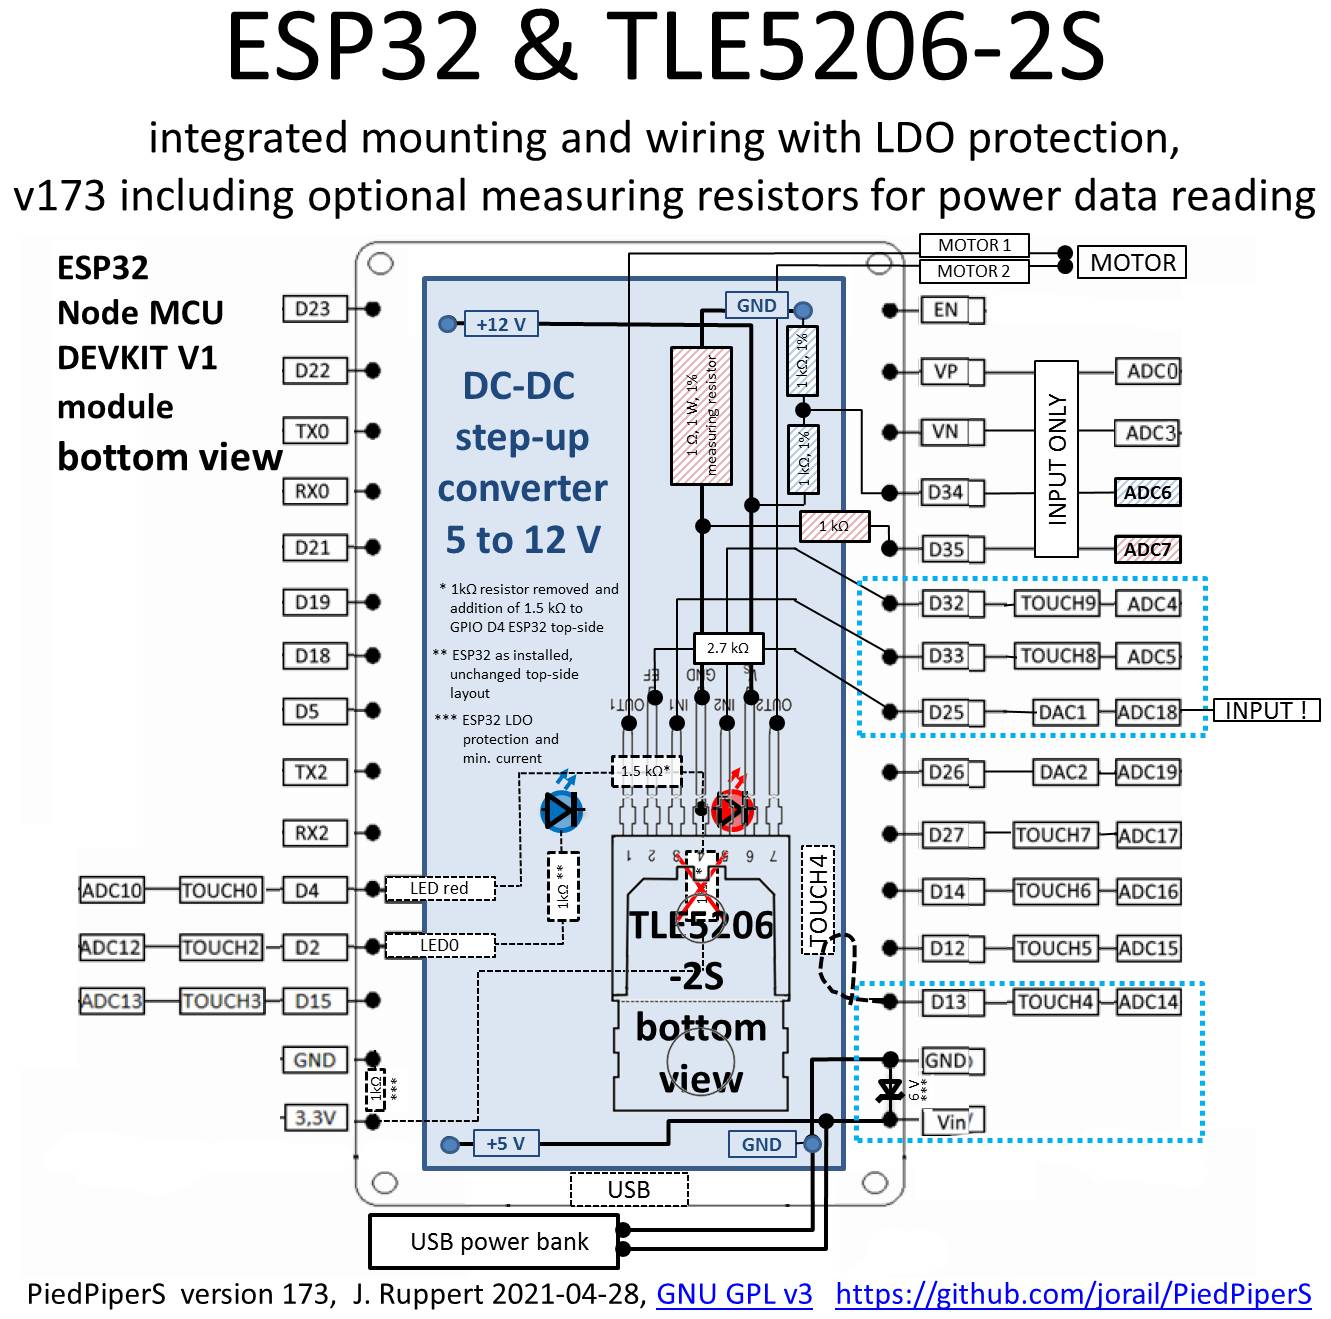 ESP32 & TLE5206-2S
integrated mounting and wiring with LDO protection,
v173 including optional measuring resistors for power data reading
ESP32
Node MCU
DEVKIT V1
module
bottom view
MOTOR 1
MOTOR 2
MOTOR
D23
D22
TX0
RX0
D21
D19
D18
D5
TX2
RX2
ADC10 TOUCH0 D4
ADC12 TOUCH2 D2
ADC13 TOUCH3 D15
GND
3,3V
1kΩ
***
LED red
LED0
+12 V
GND
DC-DC
step-up
converter
5 to 12 V
1 Ω, 1 W, 1%
measuring resistor
1 kΩ, 1%
1 kΩ, 1%
1 kΩ
* 1kΩ resistor removed and
addition of 1.5 kΩ to
GPIO D4 ESP32 top-side
** ESP32 as installed,
unchanged top-side
layout
*** ESP32 LDO
protection and
min. current
2.7 kΩ
OUT1
EF
IN1
GND
IN2
Vs
OUT2
1.5 kΩ*
1kΩ **
1 2 3 4 5 6 7
TLE5206
-2S
bottom
view
TOUCH4
+5 V
GND
USB
USB power bank
EN
VP ADC0
VN ADC3
D34 ADC6
D35 ADC7
INPUT ONLY
D32 TOUCH9 ADC4
D33 TOUCH8 ADC5
D25 DAC1 ADC18 INPUT !
D26 DAC2 ADC19
D27 TOUCH7 ADC17
D14 TOUCH6 ADC16
D12 TOUCH5 ADC15
D13 TOUCH4 ADC14
GND
6 V
***
Vin
PiedPiperS version 173, J. Ruppert 2021-04-28, GNU GPL v3 https://github.com/jorail/PiedPiperS